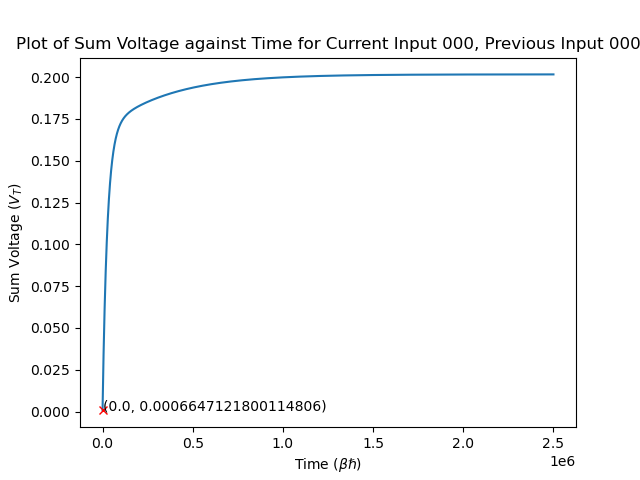 Plot of Sum Voltage against Time for Current Input 000, Previous Input 000
0.200
0.175
0.150
0.125
0.100
0.075
0.050
0.025
0.000
Sum Voltage (V_T)
(0.0, 0.0006647121800114806)
0.0 0.5 1.0 1.5 2.0 2.5
1e6
Time (βℏ)